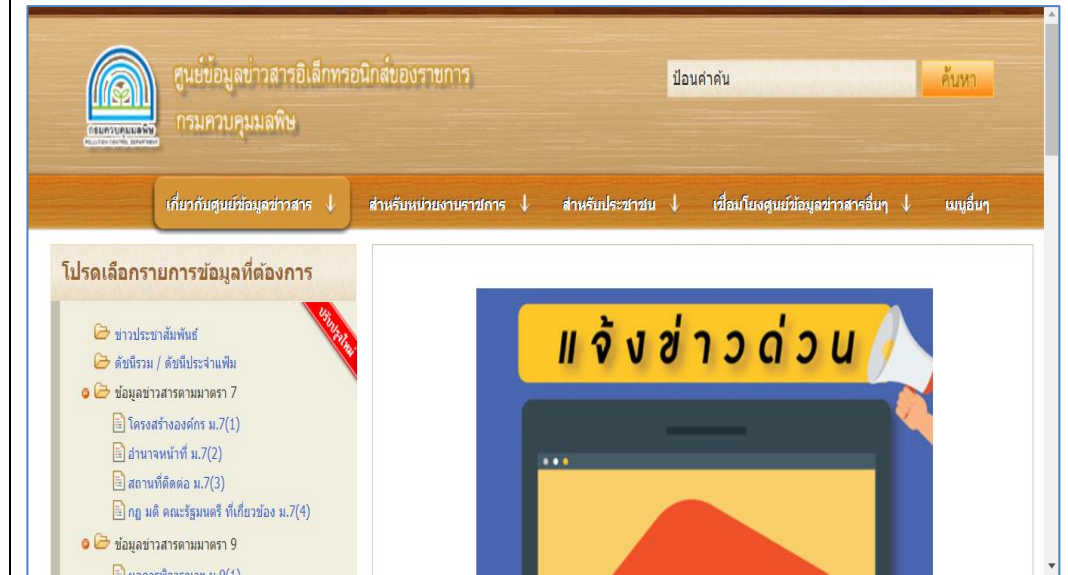 ศูนย์ข้อมูลข่าวสารอิเล็กทรอนิกส์ของราชการ
กรมควบคุมมลพิษ
กรมควบคุมมลพิษ
POLLUTION CONTROL DEPARTMENT
ป้อนคำค้น
ค้นหา
เกี่ยวกับศูนย์ข้อมูลข่าวสาร ↓ สำหรับหน่วยงานราชการ ↓ สำหรับประชาชน ↓ เชื่อมโยงศูนย์ข้อมูลข่าวสารอื่นๆ ↓ เมนูอื่นๆ
โปรดเลือกรายการข้อมูลที่ต้องการ
ปรับปรุงใหม่
ข่าวประชาสัมพันธ์
ดัชนีรวม / ดัชนีประจำแฟ้ม
ข้อมูลข่าวสารตามมาตรา 7
โครงสร้างองค์กร ม.7(1)
อำนาจหน้าที่ ม.7(2)
สถานที่ติดต่อ ม.7(3)
กฎ มติ คณะรัฐมนตรี ที่เกี่ยวข้อง ม.7(4)
ข้อมูลข่าวสารตามมาตรา 9
แจ้งข่าวด่วน